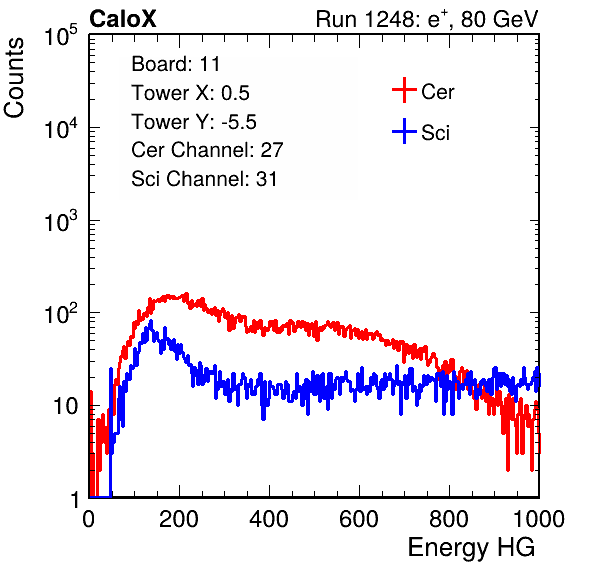 CaloX Run 1248: e⁺, 80 GeV
Board: 11
Tower X: 0.5
Tower Y: -5.5
Cer Channel: 27
Sci Channel: 31
Cer
Sci
Counts
10⁵
10⁴
10³
10²
10
1
0 200 400 600 800 1000
Energy HG